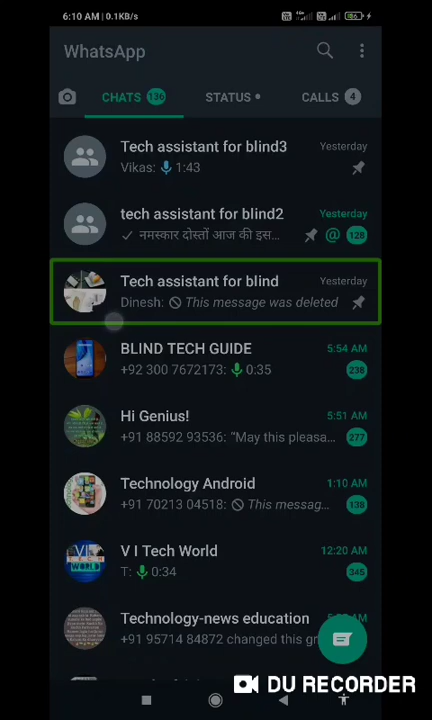 6:10 AM | 0.1KB/s
WhatsApp
CHATS 136 STATUS CALLS 4
Tech assistant for blind3 Yesterday
Vikas: 1:43
tech assistant for blind2 Yesterday
नमस्कार दोस्तों आज की इस... @ 128
Tech assistant for blind Yesterday
Dinesh: This message was deleted
BLIND TECH GUIDE 5:54 AM
+92 300 7672173: 0:35 238
Hi Genius! 5:51 AM
+91 88592 93536: “May this pleasa... 277
Technology Android 1:10 AM
+91 70213 04518: This messag... 138
VI TECH WORLD
V I Tech World 12:20 AM
T: 0:34 345
Technology-news education
+91 95714 84872 changed this gr
DU RECORDER